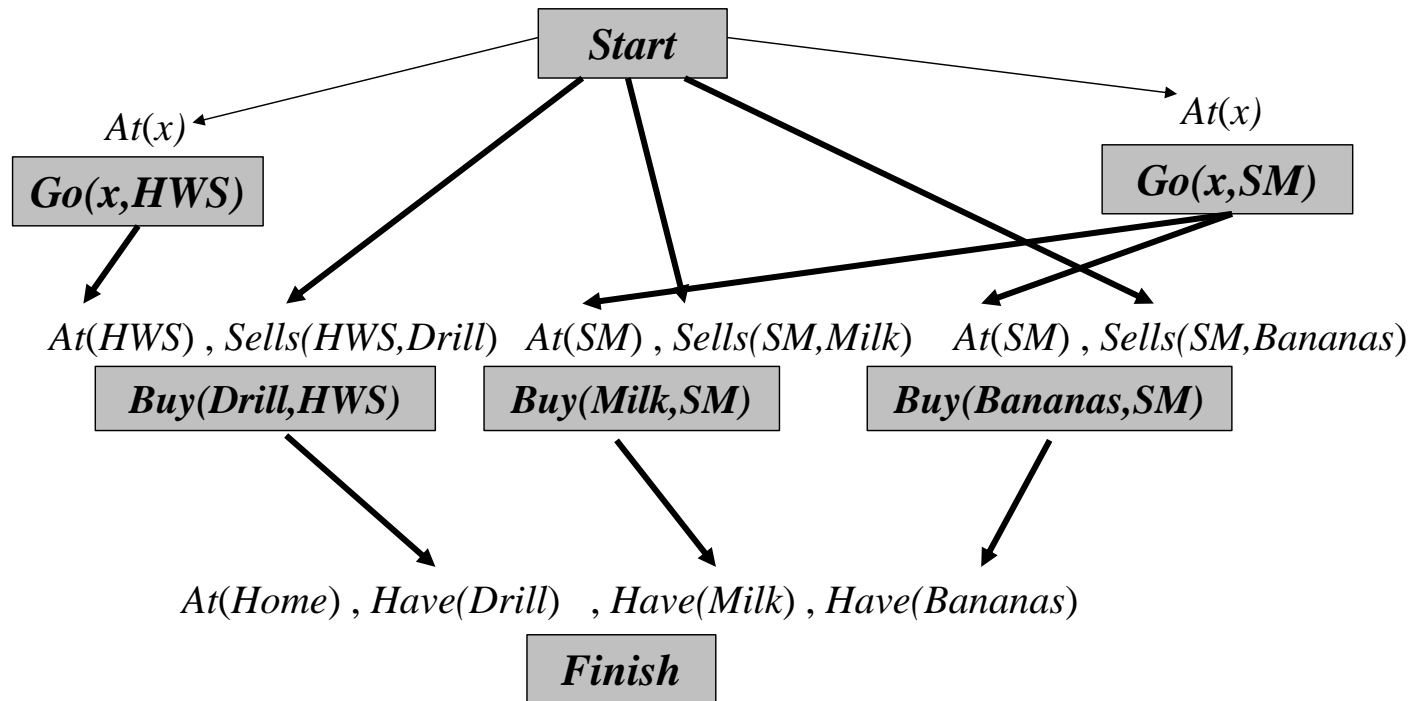 Start
At(x)
At(x)
Go(x,HWS)
Go(x,SM)
At(HWS) , Sells(HWS,Drill) At(SM) , Sells(SM,Milk) At(SM) , Sells(SM,Bananas)
Buy(Drill,HWS)
Buy(Milk,SM)
Buy(Bananas,SM)
At(Home) , Have(Drill) , Have(Milk) , Have(Bananas)
Finish